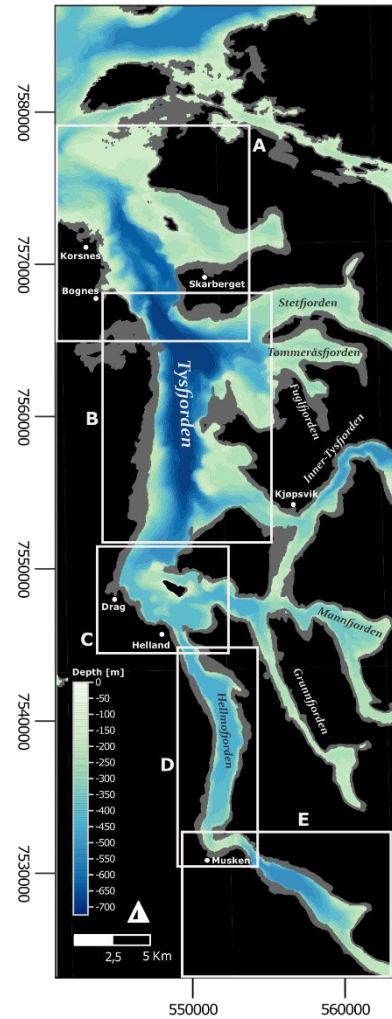 7580000
A
Korsnes
7570000
Skarberget
Bognes
Stetfjorden
Tømmeråsfjorden
Tysfjorden
7560000
B
Fuglfjorden
Inner-Tysfjorden
Kjøpsvik
7550000
Drag
Mannfjorden
C
Helland
Depth [m]
0
-50
-100
-150
-200
-250
-300
-350
-400
-450
-500
-550
-600
-650
-700
Grunnfjorden
Hellmofjorden
7540000
D
E
Musken
7530000
2,5 5 Km
550000 560000